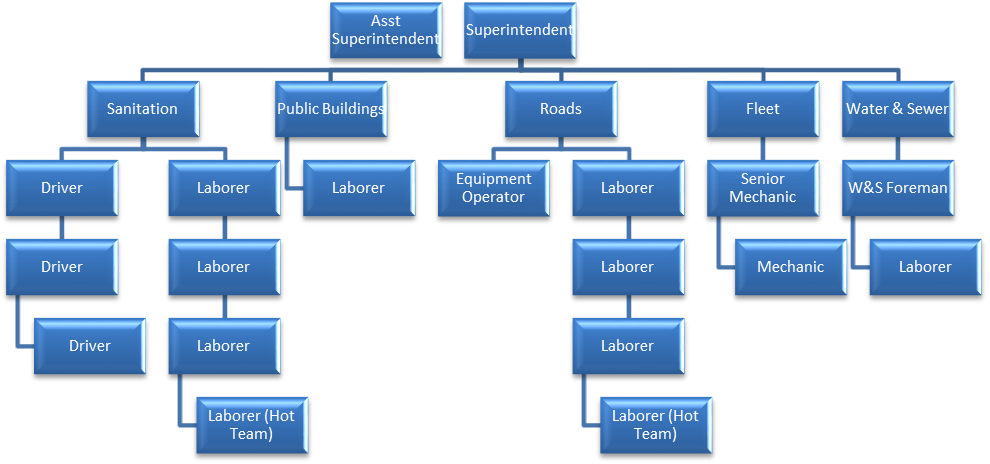 Asst
Superintendent
Superintendent
Sanitation
Public Buildings
Roads
Fleet
Water & Sewer
Driver
Laborer
Laborer
Equipment
Operator
Laborer
Senior
Mechanic
W&S Foreman
Driver
Laborer
Laborer
Mechanic
Laborer
Driver
Laborer
Laborer
Laborer (Hot
Team)
Laborer (Hot
Team)